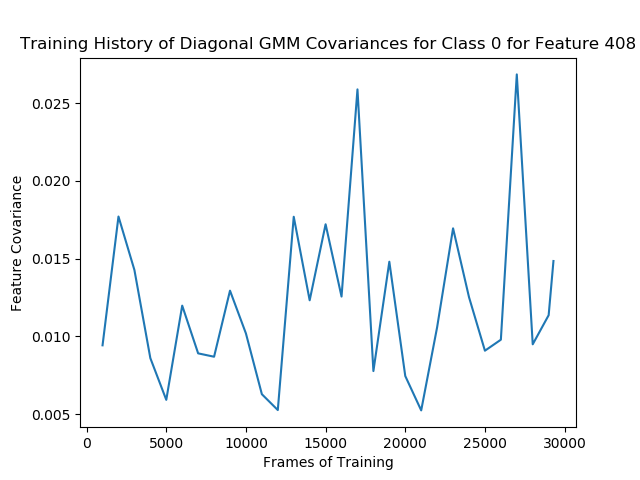 Training History of Diagonal GMM Covariances for Class 0 for Feature 408
Feature Covariance
0.025
0.020
0.015
0.010
0.005
0 5000 10000 15000 20000 25000 30000
Frames of Training